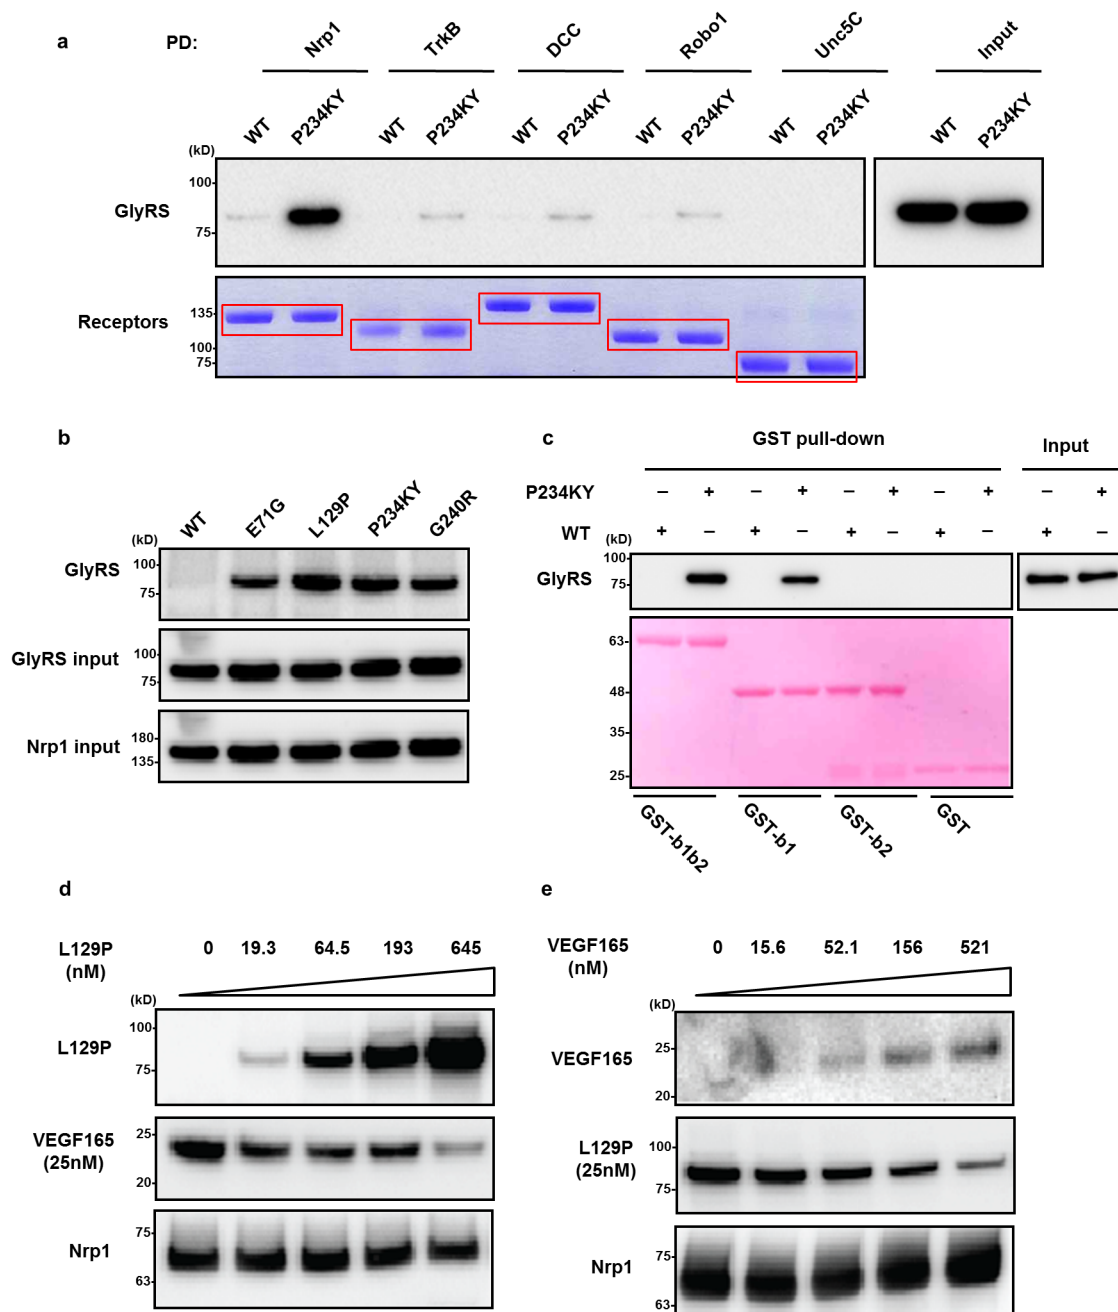 a
PD:
Nrp1 TrkB DCC Robo1 Unc5C Input
WT P234KY WT P234KY WT P234KY WT P234KY WT P234KY WT P234KY
(kD)
100
GlyRS
75
Receptors
135
100
75
b
WT E71G L129P P234KY G240R
(kD)
GlyRS
100
75
GlyRS input
100
75
Nrp1 input
180
135
c
GST pull-down Input
P234KY − + − + − + − + − +
WT + − + − + − + − + −
(kD)
GlyRS
100
75
63
48
35
25
GST-b1b2 GST-b1 GST-b2 GST
d
L129P 0 19.3 64.5 193 645
(nM)
(kD)
100
L129P
75
VEGF165
(25nM)
25
20
Nrp1
75
63
e
VEGF165 0 15.6 52.1 156 521
(nM)
(kD)
VEGF165
25
20
L129P
(25nM)
100
75
Nrp1
75
63